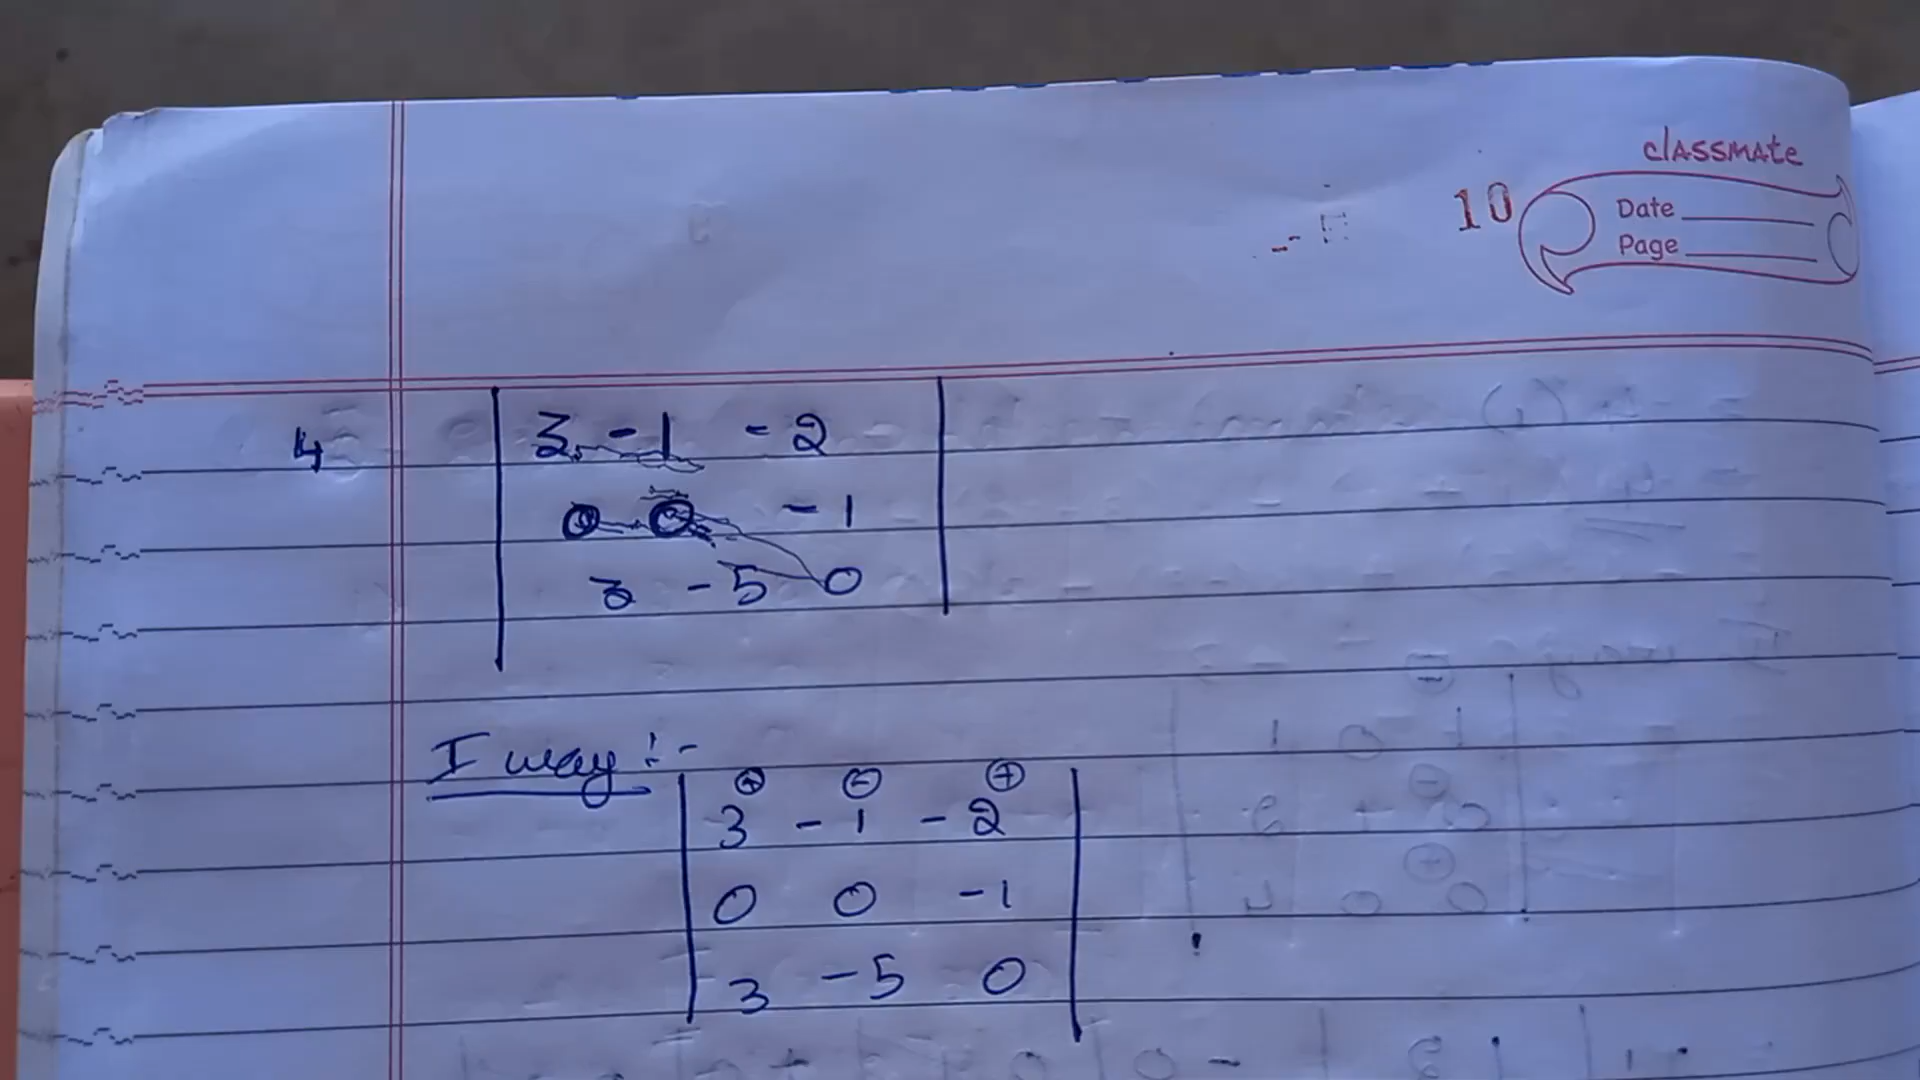 classmate
10
Date
Page
4
3 -1 -2
0 0 -1
3 -5 0
I way :-
+ - +
3 -1 -2
0 0 -1
3 -5 0